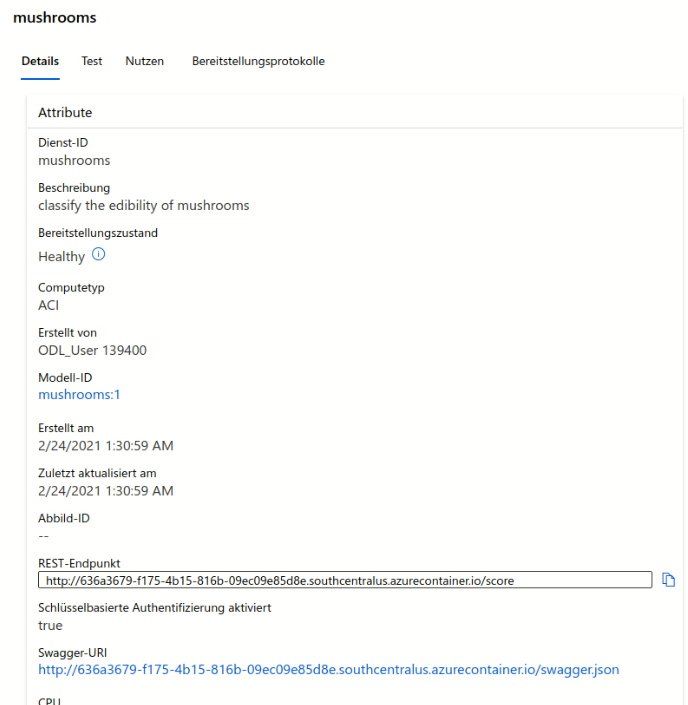 mushrooms
Details Test Nutzen Bereitstellungsprotokolle
Attribute
Dienst-ID
mushrooms
Beschreibung
classify the edibility of mushrooms
Bereitstellungszustand
Healthy
Computetyp
ACI
Erstellt von
ODL_User 139400
Modell-ID
mushrooms:1
Erstellt am
2/24/2021 1:30:59 AM
Zuletzt aktualisiert am
2/24/2021 1:30:59 AM
Abbild-ID
--
REST-Endpunkt
http://636a3679-f175-4b15-816b-09ec09e85d8e.southcentralus.azurecontainer.io/score
Schlüsselbasierte Authentifizierung aktiviert
true
Swagger-URI
http://636a3679-f175-4b15-816b-09ec09e85d8e.southcentralus.azurecontainer.io/swagger.json
CPU